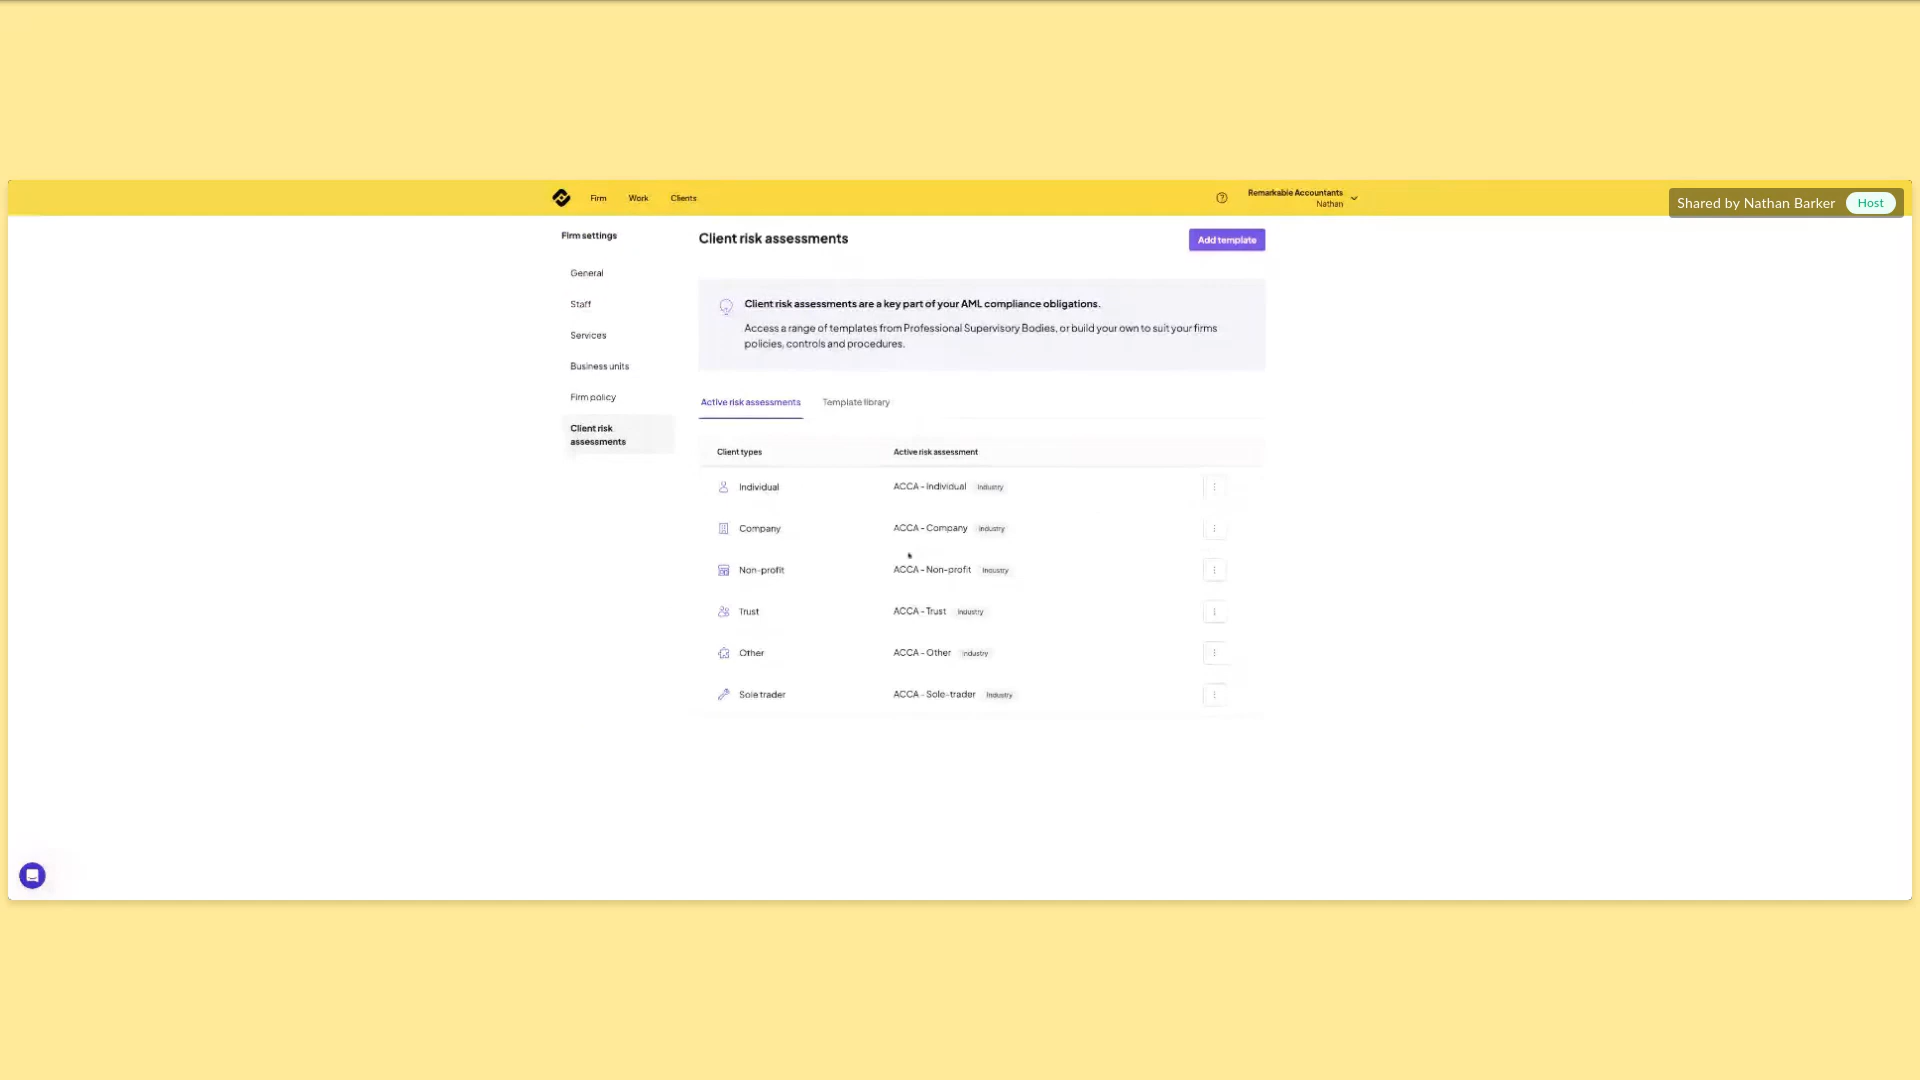 Firm
Work
Clients
Remarkable Accountants
Nathan
Shared by Nathan Barker
Host
Firm settings
General
Staff
Services
Business units
Firm policy
Client risk
assessments
Client risk assessments
Add template
Client risk assessments are a key part of your AML compliance obligations.
Access a range of templates from Professional Supervisory Bodies, or build your own to suit your firms
policies, controls and procedures.
Active risk assessments
Template library
Client types
Active risk assessment
Individual
ACCA - Individual Industry
Company
ACCA - Company Industry
Non-profit
ACCA - Non-profit Industry
Trust
ACCA - Trust Industry
Other
ACCA - Other Industry
Sole trader
ACCA - Sole-trader Industry